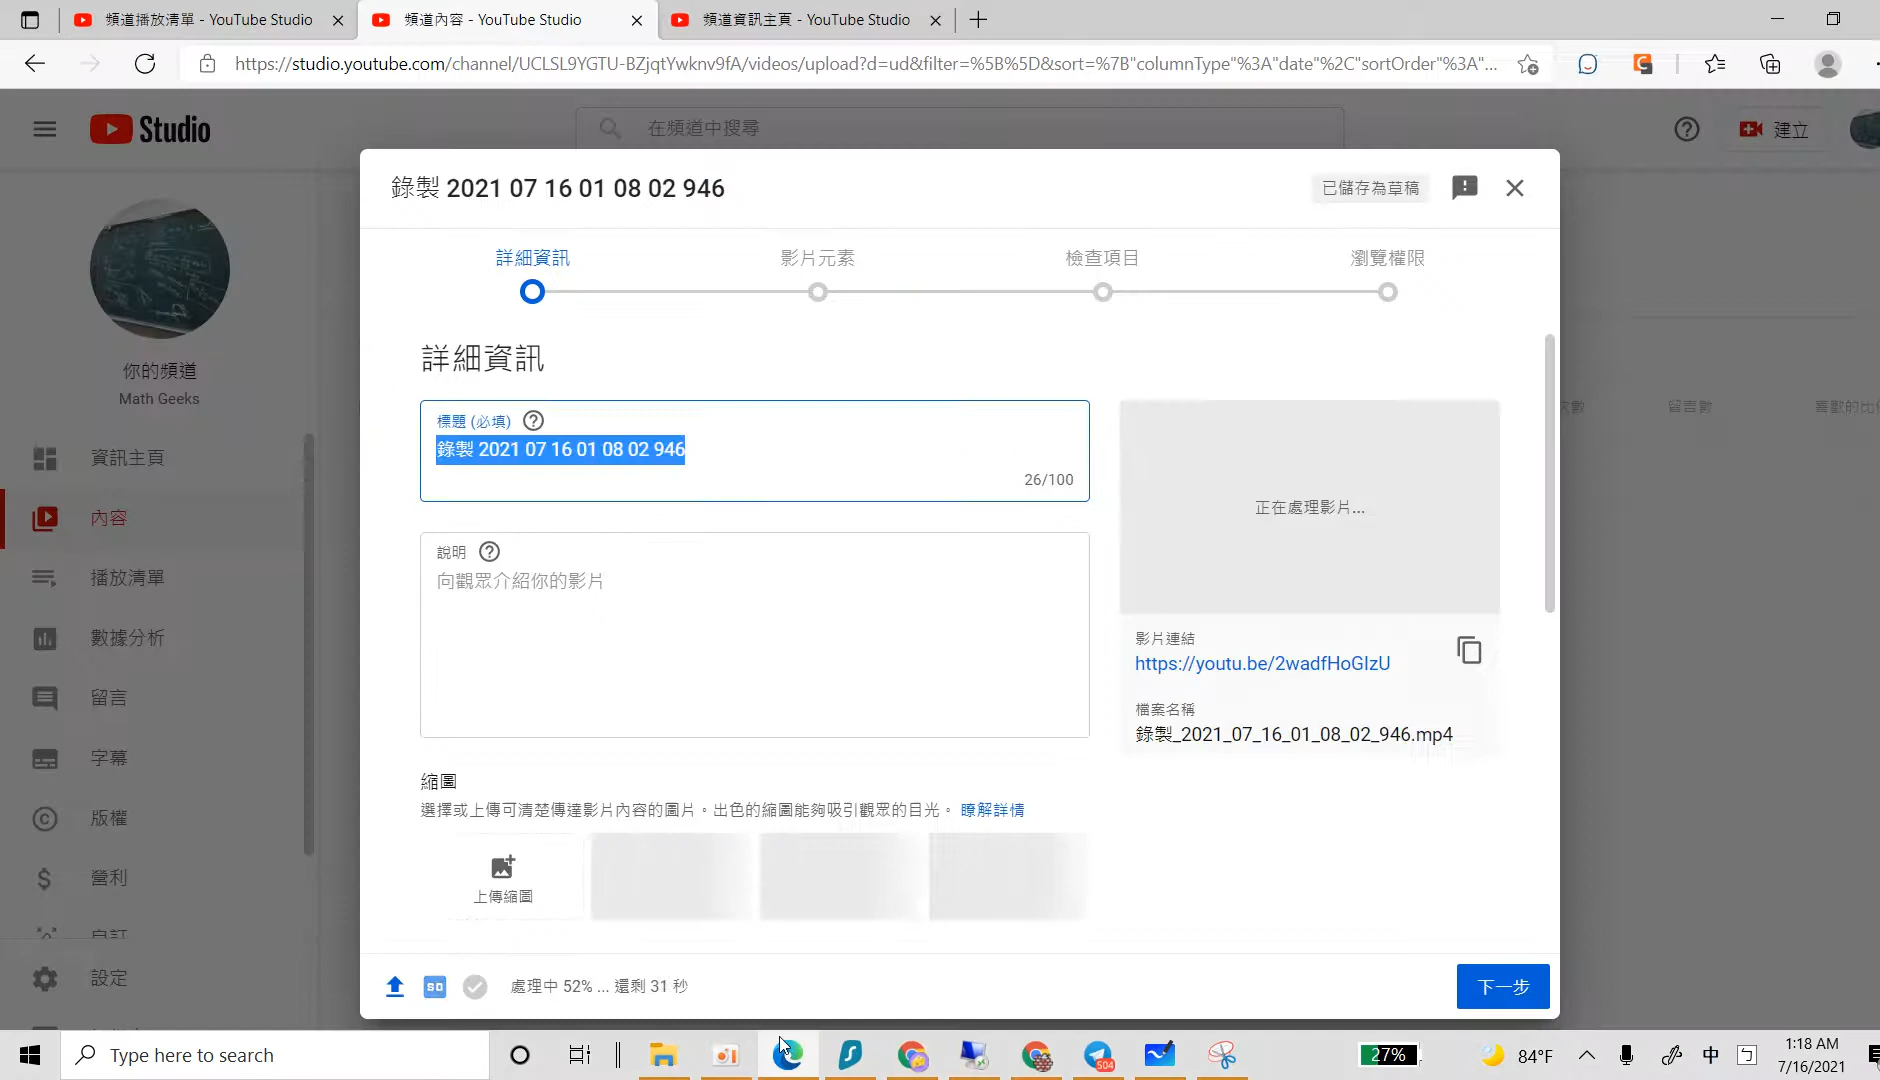 頻道播放清單 - YouTube Studio
頻道內容 - YouTube Studio
頻道資訊主頁 - YouTube Studio
https://studio.youtube.com/channel/UCLSL9YGTU-BZjqtYwknv9fA/videos/upload?d=ud&filter=%5B%5D&sort=%7B"columnType"%3A"date"%2C"sortOrder"%3A"...
Studio
在頻道中搜尋
建立
錄製 2021 07 16 01 08 02 946
已儲存為草稿
詳細資訊
影片元素
檢查項目
瀏覽權限
詳細資訊
你的頻道
Math Geeks
標題 (必填)
錄製 2021 07 16 01 08 02 946
26/100
次數
留言數
資訊主頁
內容
播放清單
數據分析
留言
字幕
版權
營利
自訂
設定
正在處理影片...
說明
向觀眾介紹你的影片
影片連結
https://youtu.be/2wadfHoGIzU
檔案名稱
錄製_2021_07_16_01_08_02_946.mp4
縮圖
選擇或上傳可清楚傳達影片內容的圖片。出色的縮圖能夠吸引觀眾的目光。 瞭解詳情
上傳縮圖
SD
處理中 52% ... 還剩 31 秒
下一步
Type here to search
504
27%
84°F
中
1:18 AM
7/16/2021